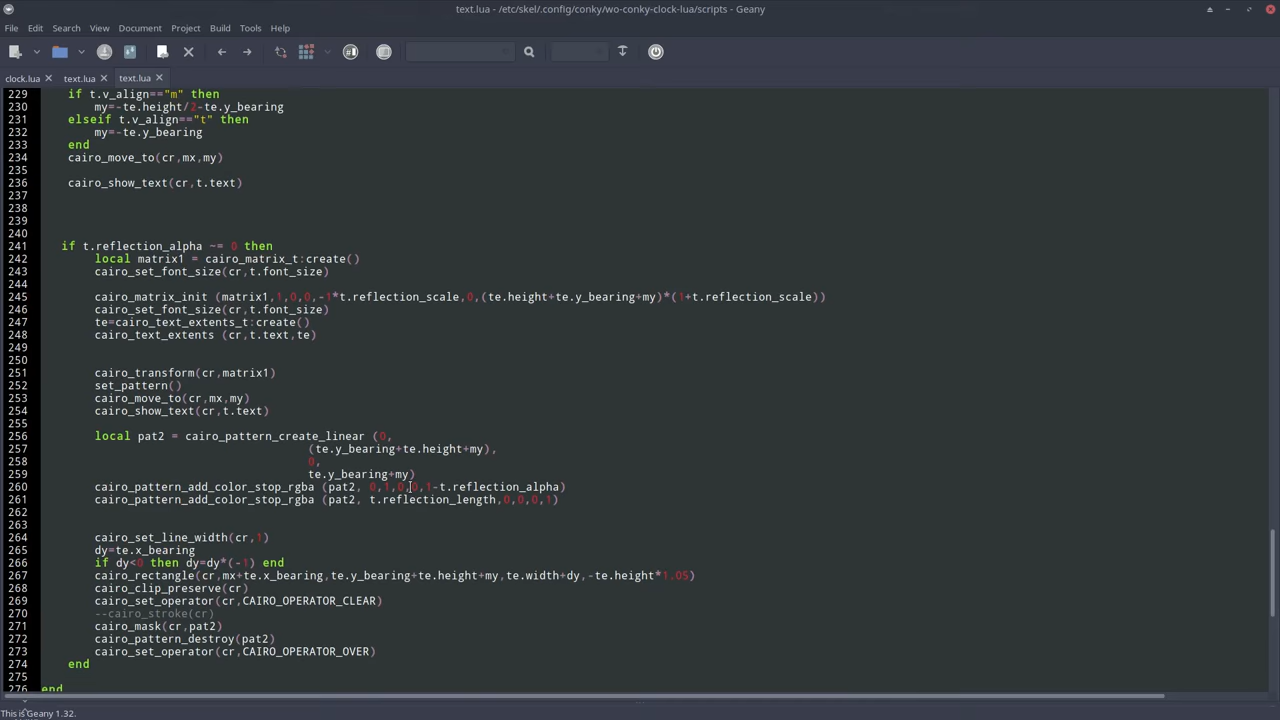 text.lua - /etc/skel/.config/conky/wo-conky-clock-lua/scripts - Geany
File Edit Search View Document Project Build Tools Help
clock.lua text.lua text.lua
229 if t.v_align=="m" then
230 my=-te.height/2-te.y_bearing
231 elseif t.v_align=="t" then
232 my=-te.y_bearing
233 end
234 cairo_move_to(cr,mx,my)
235
236 cairo_show_text(cr,t.text)
237
238
239
240
241 if t.reflection_alpha ~= 0 then
242 local matrix1 = cairo_matrix_t:create()
243 cairo_set_font_size(cr,t.font_size)
244
245 cairo_matrix_init (matrix1,1,0,0,-1*t.reflection_scale,0,(te.height+te.y_bearing+my)*(1+t.reflection_scale))
246 cairo_set_font_size(cr,t.font_size)
247 te=cairo_text_extents_t:create()
248 cairo_text_extents (cr,t.text,te)
249
250
251 cairo_transform(cr,matrix1)
252 set_pattern()
253 cairo_move_to(cr,mx,my)
254 cairo_show_text(cr,t.text)
255
256 local pat2 = cairo_pattern_create_linear (0,
257 (te.y_bearing+te.height+my),
258 0,
259 te.y_bearing+my)
260 cairo_pattern_add_color_stop_rgba (pat2, 0,1,0,0,1-t.reflection_alpha)
261 cairo_pattern_add_color_stop_rgba (pat2, t.reflection_length,0,0,0,1)
262
263
264 cairo_set_line_width(cr,1)
265 dy=te.x_bearing
266 if dy<0 then dy=dy*(-1) end
267 cairo_rectangle(cr,mx+te.x_bearing,te.y_bearing+te.height+my,te.width+dy,-te.height*1.05)
268 cairo_clip_preserve(cr)
269 cairo_set_operator(cr,CAIRO_OPERATOR_CLEAR)
270 --cairo_stroke(cr)
271 cairo_mask(cr,pat2)
272 cairo_pattern_destroy(pat2)
273 cairo_set_operator(cr,CAIRO_OPERATOR_OVER)
274 end
275
276 end
This is Geany 1.32.